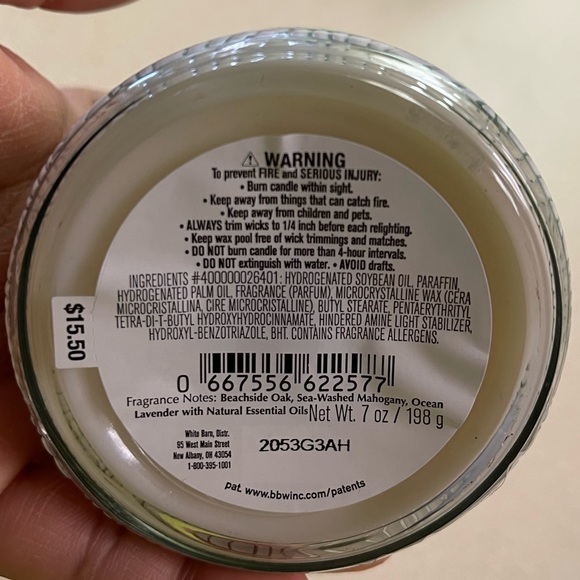 ⚠ WARNING
To prevent FIRE and SERIOUS INJURY:
• Burn candle within sight.
• Keep away from things that can catch fire.
• Keep away from children and pets.
• ALWAYS trim wicks to 1/4 inch before each relighting.
• Keep wax pool free of wick trimmings and matches.
• DO NOT burn candle for more than 4-hour intervals.
• DO NOT extinguish with water. • AVOID drafts.
INGREDIENTS #400000026401: HYDROGENATED SOYBEAN OIL, PARAFFIN,
HYDROGENATED PALM OIL, FRAGRANCE (PARFUM), MICROCRYSTALLINE WAX (CERA
MICROCRISTALLINA, CIRE MICROCRISTALLINE), BUTYL STEARATE, PENTAERYTHRITYL
TETRA-DI-T-BUTYL HYDROXYHYDROCINNAMATE, HINDERED AMINE LIGHT STABILIZER,
HYDROXYL-BENZOTRIAZOLE, BHT. CONTAINS FRAGRANCE ALLERGENS.
$15.50
0 667556 622577
Fragrance Notes: Beachside Oak, Sea-Washed Mahogany, Ocean
Lavender with Natural Essential Oils Net Wt. 7 oz / 198 g
White Barn, Distr.
95 West Main Street
New Albany, OH 43054
1-800-395-1001
2053G3AH
pat. www.bbwinc.com/patents